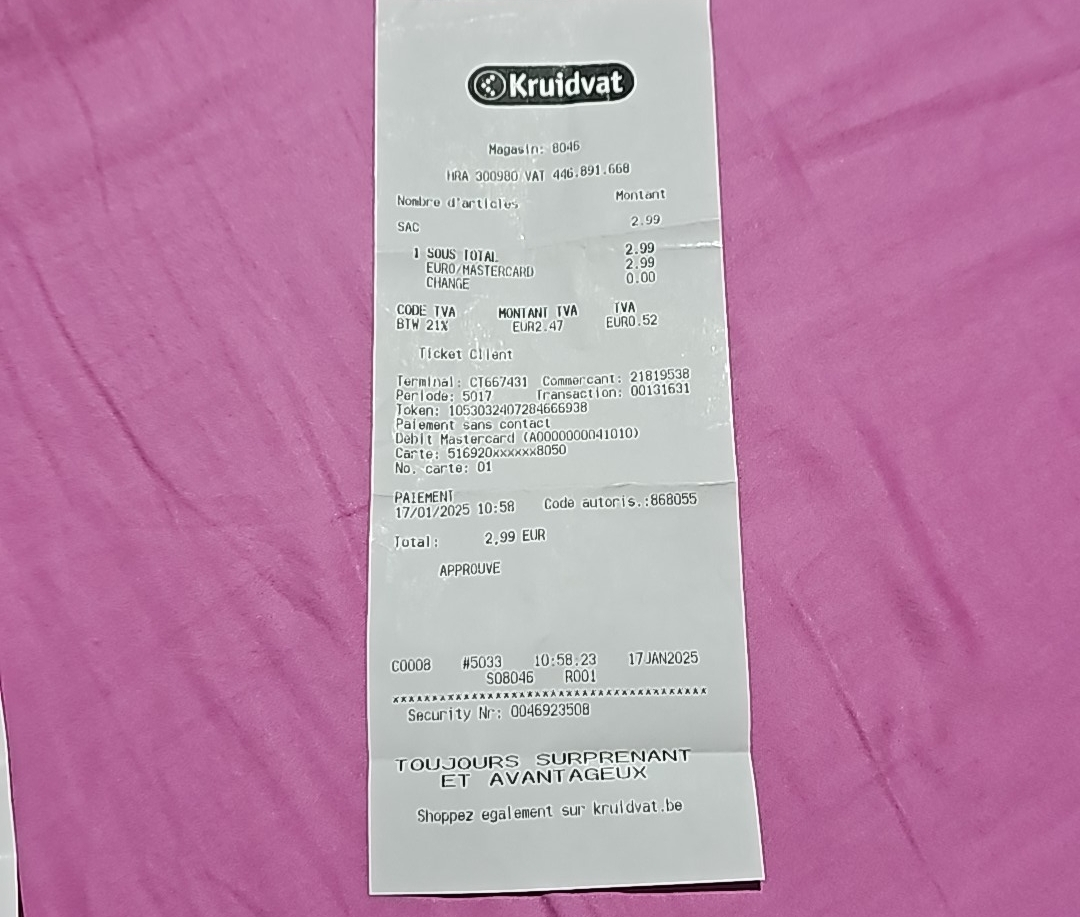 Kruidvat
Magasin: 8046
HRA 300980 VAT 446.891.668
Nombre d'articles Montant
SAC 2.99
1 SOUS TOTAL 2.99
EURO/MASTERCARD 2.99
CHANGE 0.00
CODE TVA MONTANT TVA TVA
BTW 21% EUR2.47 EUR0.52
Ticket Client
Terminal: CT667431 Commercant: 21819538
Periode: 5017 Transaction: 00131631
Token: 1053032407284666938
Paiement sans contact
Debit Mastercard (A0000000041010)
Carte: 516920xxxxxx8050
No. carte: 01
PAIEMENT
17/01/2025 10:58 Code autoris.:868055
Total: 2,99 EUR
APPROUVE
C0008 #5033 10:58:23 17JAN2025
S08046 R001
xxxxxxxxxxxxxxxxxxxxxxxxxxxxxxxxxxxxxxxxxx
Security Nr: 0046923508
TOUJOURS SURPRENANT
ET AVANTAGEUX
Shoppez egalement sur kruidvat.be